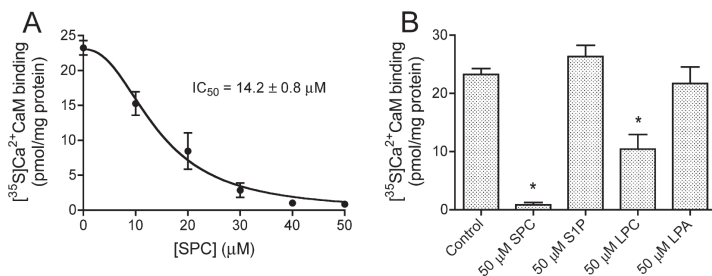 A
[³⁵S]Ca²⁺CaM binding
(pmol/mg protein)
25
20
15
10
5
0
IC₅₀ = 14.2 ± 0.8 μM
0 10 20 30 40 50
[SPC] (μM)
B
[³⁵S]Ca²⁺CaM binding
(pmol/mg protein)
30
20
10
0
*
*
Control
50 μM SPC
50 μM S1P
50 μM LPC
50 μM LPA